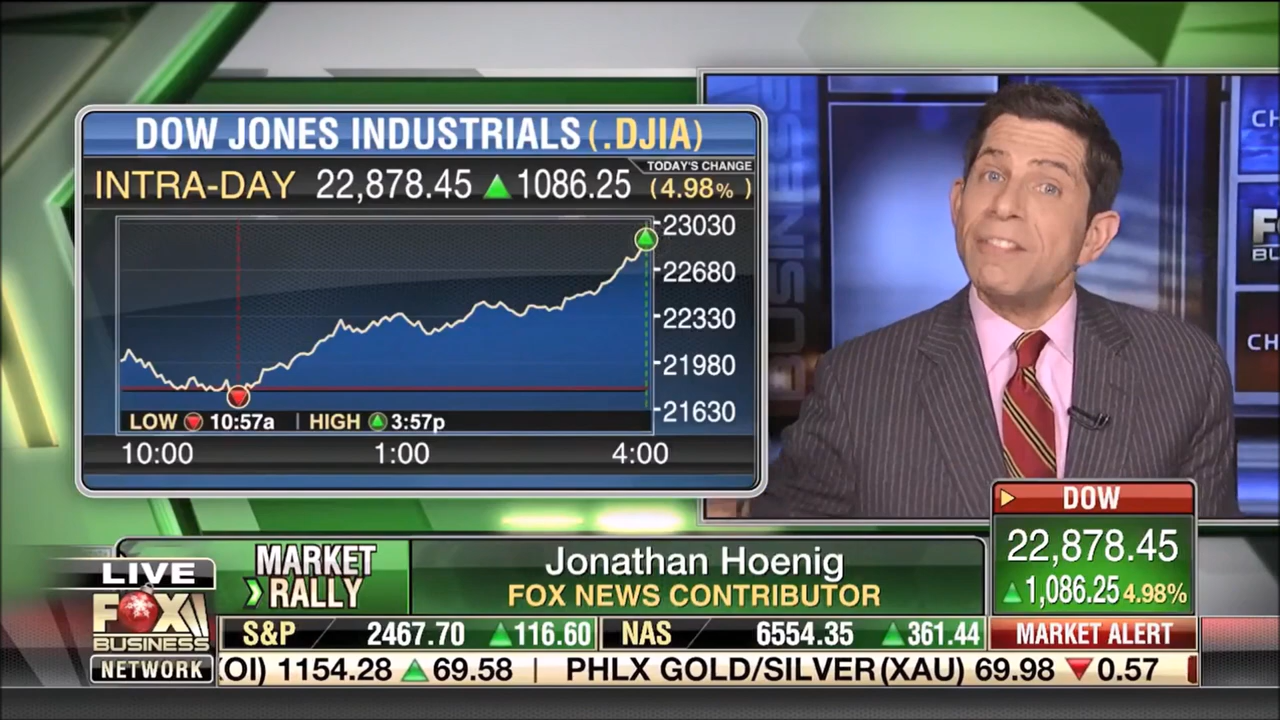 DOW JONES INDUSTRIALS (.DJIA)
TODAY'S CHANGE
INTRA-DAY 22,878.45 ▲ 1086.25 (4.98% )
23030
22680
22330
21980
21630
LOW ▼ 10:57a | HIGH ▲ 3:57p
10:00 1:00 4:00
BUSINESS
CH
BU
CH
DOW
22,878.45
▲ 1,086.25 4.98%
MARKET ALERT
MARKET
RALLY
Jonathan Hoenig
FOX NEWS CONTRIBUTOR
LIVE
FOX
BUSINESS
NETWORK
S&P 2467.70 ▲ 116.60 NAS 6554.35 ▲ 361.44
OI) 1154.28 ▲ 69.58 | PHLX GOLD/SILVER (XAU) 69.98 ▼ 0.57